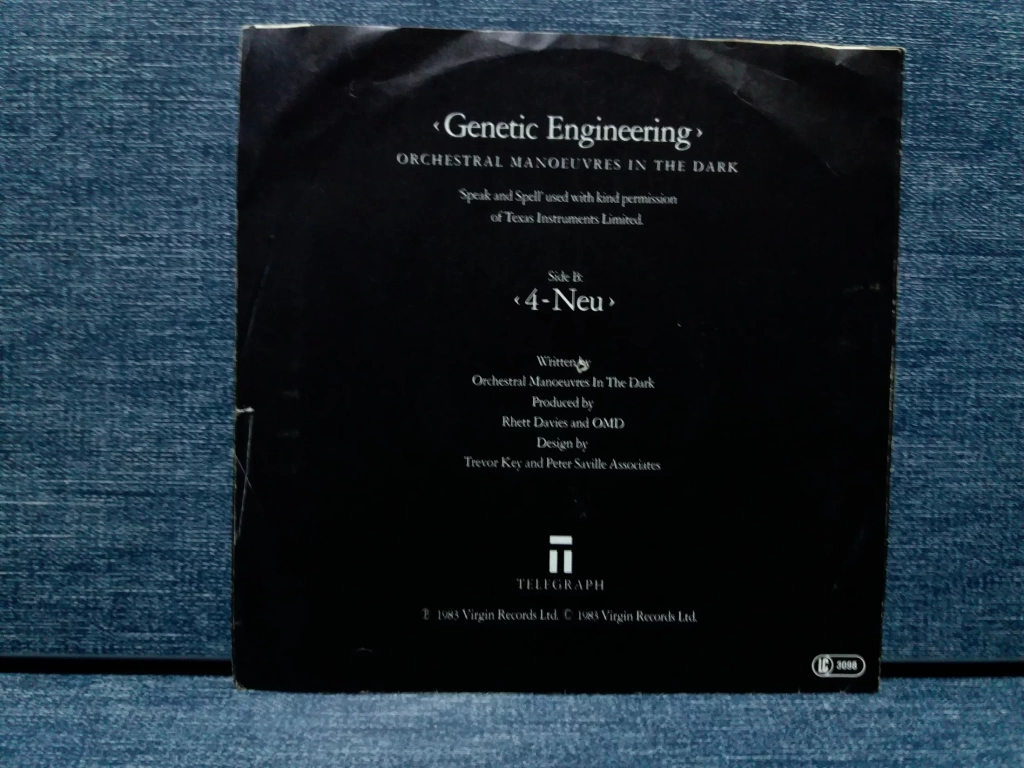 ‹Genetic Engineering›
ORCHESTRAL MANOEUVRES IN THE DARK
'Speak and Spell' used with kind permission
of Texas Instruments Limited.
Side B:
‹4-Neu›
Written by
Orchestral Manoeuvres In The Dark
Produced by
Rhett Davies and OMD
Design by
Trevor Key and Peter Saville Associates
TELEGRAPH
℗ 1983 Virgin Records Ltd. © 1983 Virgin Records Ltd.
LC 3098